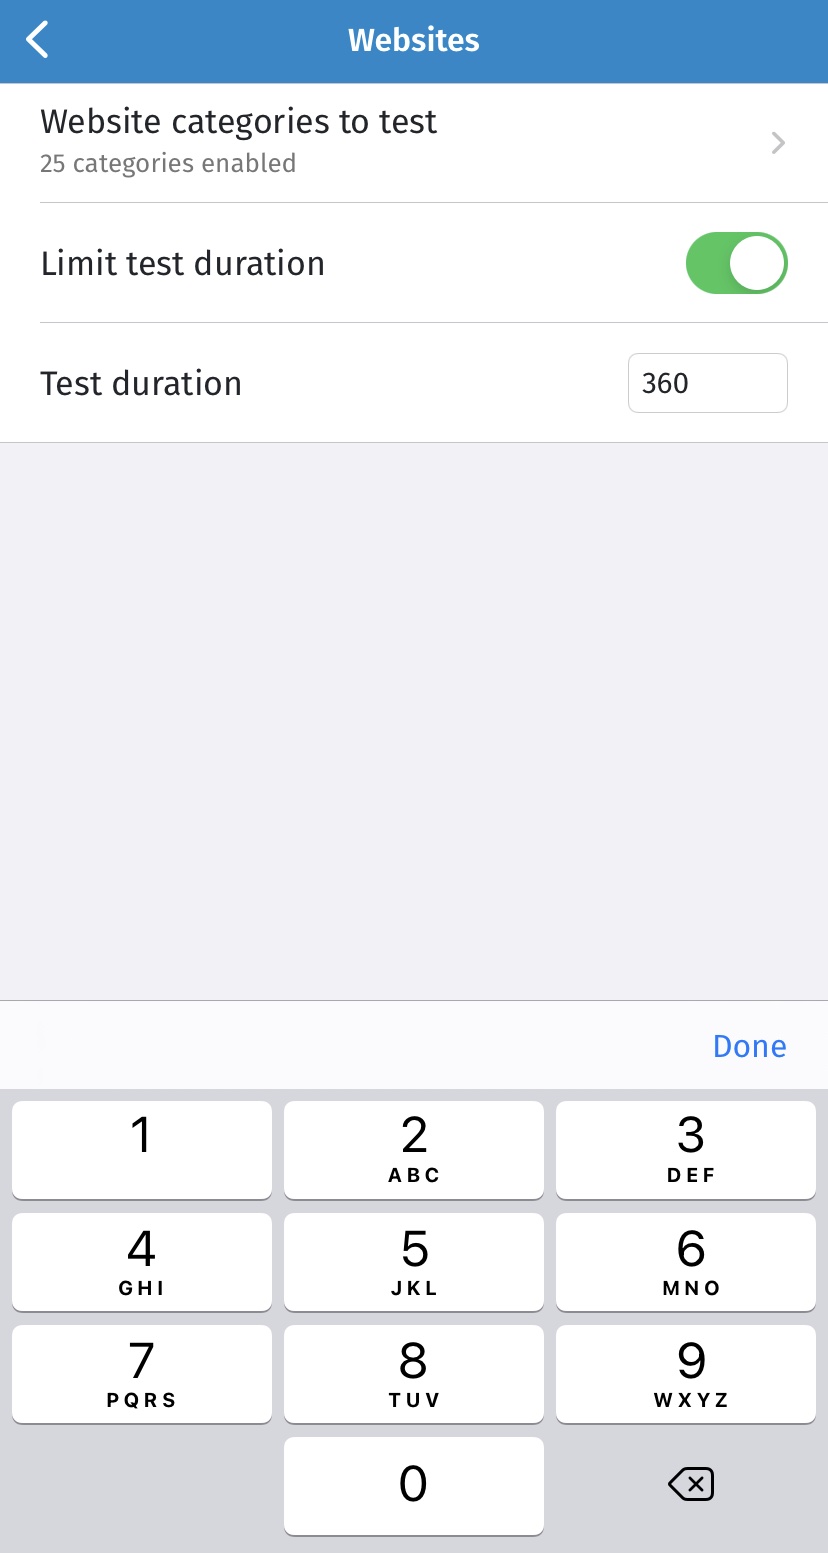 Websites
Website categories to test
25 categories enabled
Limit test duration
Test duration
360
Done
1
2
ABC
3
DEF
4
GHI
5
JKL
6
MNO
7
PQRS
8
TUV
9
WXYZ
0